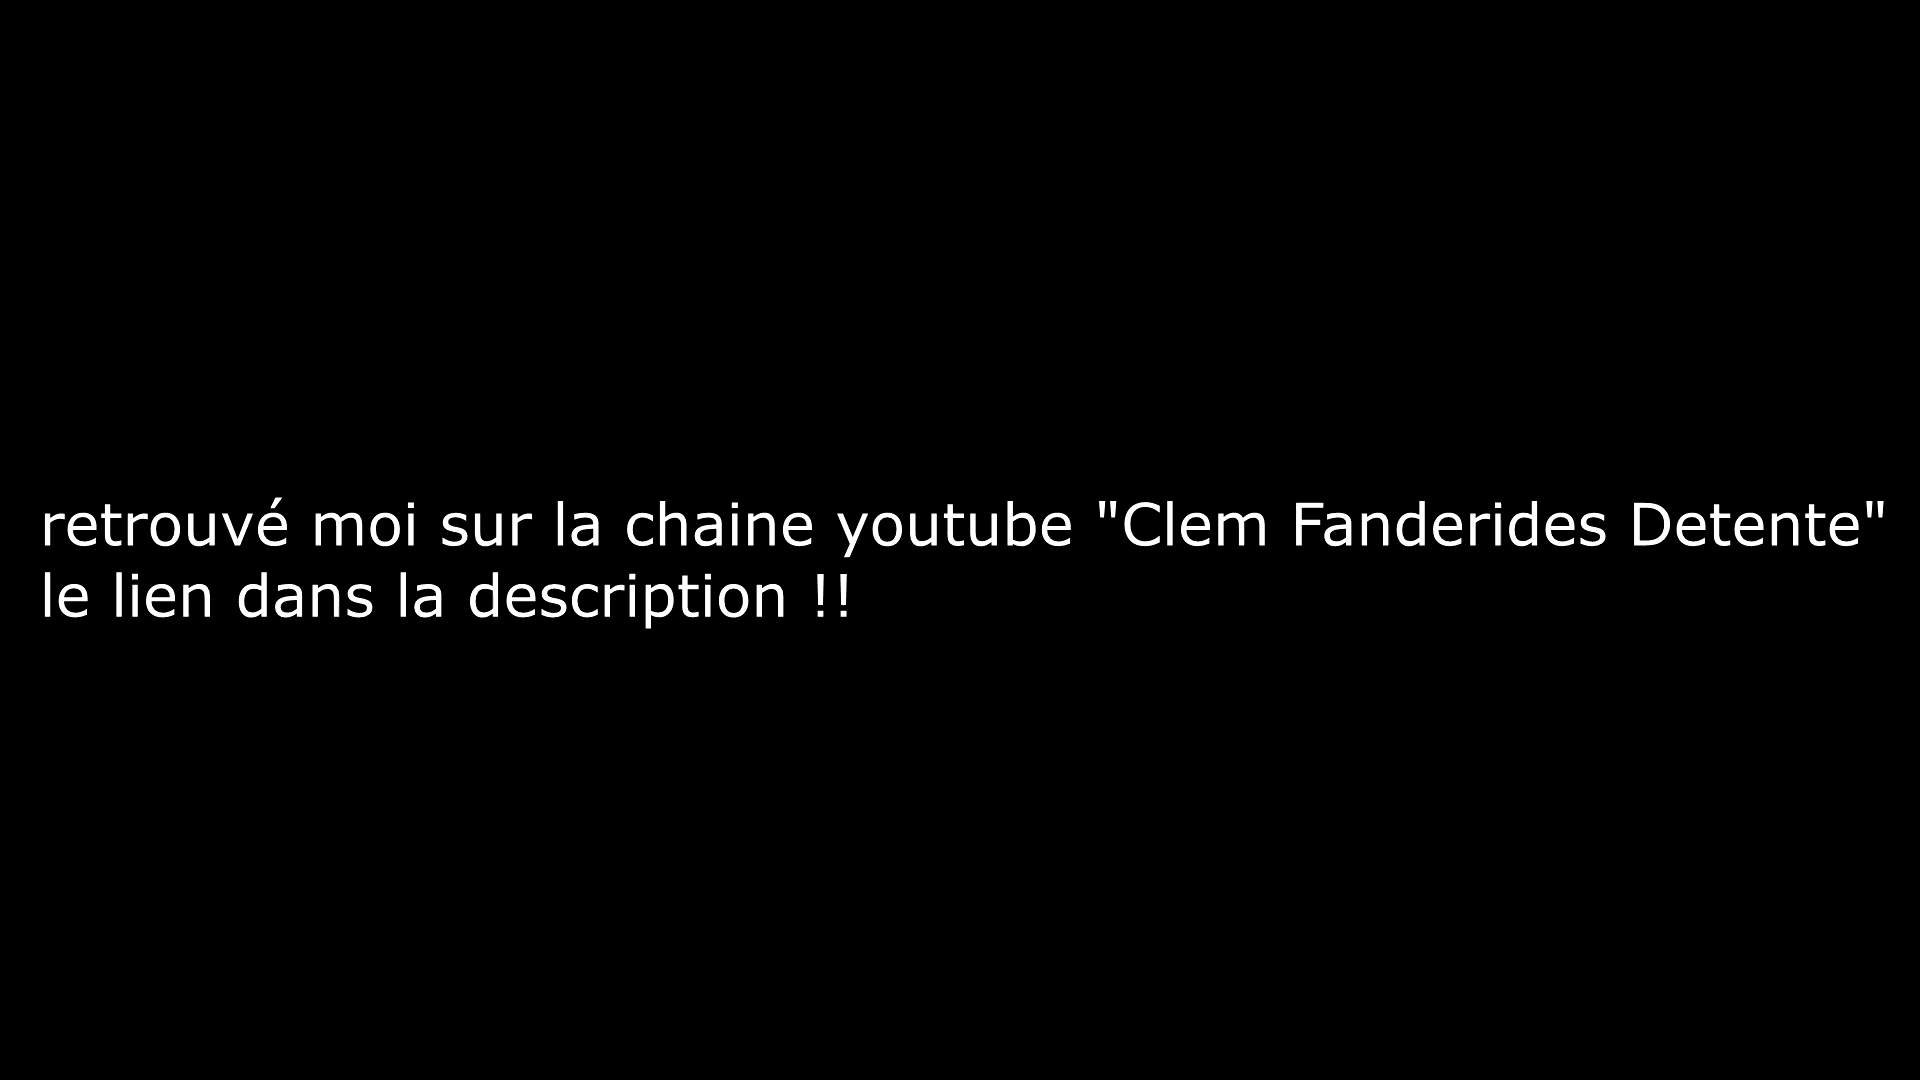 retrouvé moi sur la chaine youtube "Clem Fanderides Detente"
le lien dans la description !!